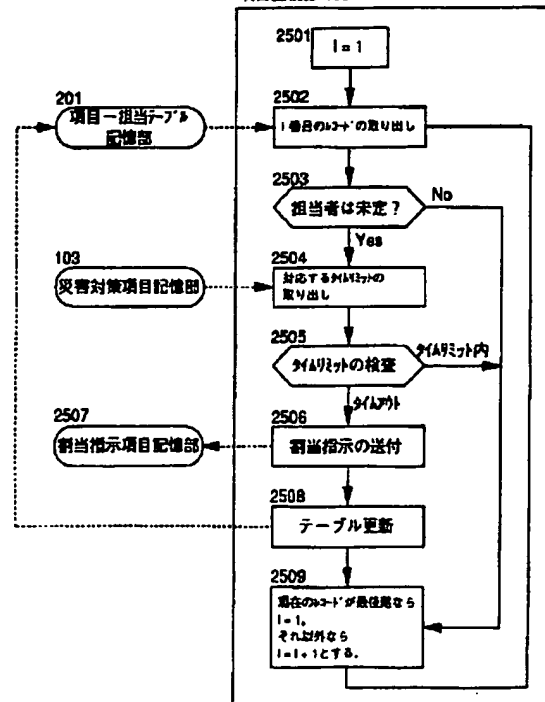 2501
I=1
201
項目ー担当テーブル
記憶部
2502
I番目のレコードの取り出し
2503
担当者は未定？
No
Yes
103
災害対策項目記憶部
2504
対応するタイムリミットの
取り出し
2505
タイムリミットの検査
タイムリミット内
タイムアウト
2507
割当指示項目記憶部
2506
割当指示の送付
2508
テーブル更新
2509
現在のレコードが最後尾なら
I=1,
それ以外なら
I=I+1とする.